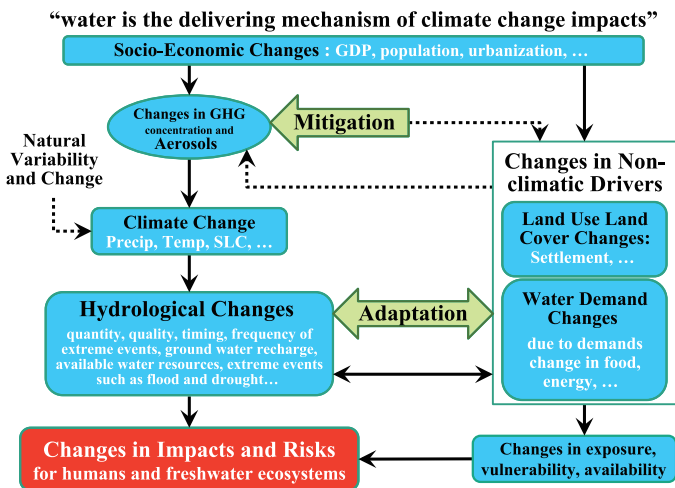 “water is the delivering mechanism of climate change impacts”
Socio-Economic Changes : GDP, population, urbanization, …
Changes in GHG
concentration and
Aerosols
Mitigation
Natural
Variability
and Change
Changes in Non-
climatic Drivers
Climate Change
Precip, Temp, SLC, …
Land Use Land
Cover Changes:
Settlement, …
Hydrological Changes
quantity, quality, timing, frequency of
extreme events, ground water recharge,
available water resources, extreme events
such as flood and drought…
Adaptation
Water Demand
Changes
due to demands
change in food,
energy, …
Changes in Impacts and Risks
for humans and freshwater ecosystems
Changes in exposure,
vulnerability, availability